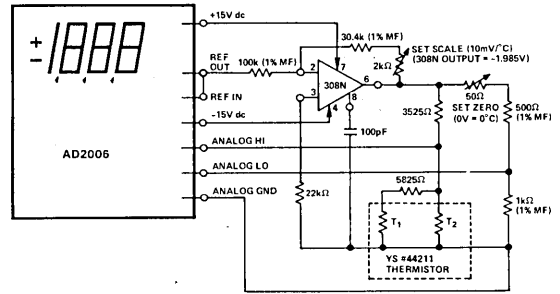 +15V dc
± 1888
REF
OUT
100k (1% MF)
30.4k (1% MF)
2kΩ
SET SCALE (10mV/°C)
(308N OUTPUT = −1.985V)
2
7
308N
6
3
8
4
REF IN
-15V dc
100pF
3525Ω
50Ω
SET ZERO
(0V = 0°C)
500Ω
(1% MF)
ANALOG HI
AD2006
ANALOG LO
ANALOG GND
22kΩ
5825Ω
1kΩ
(1% MF)
T1
T2
YS #44211
THERMISTOR